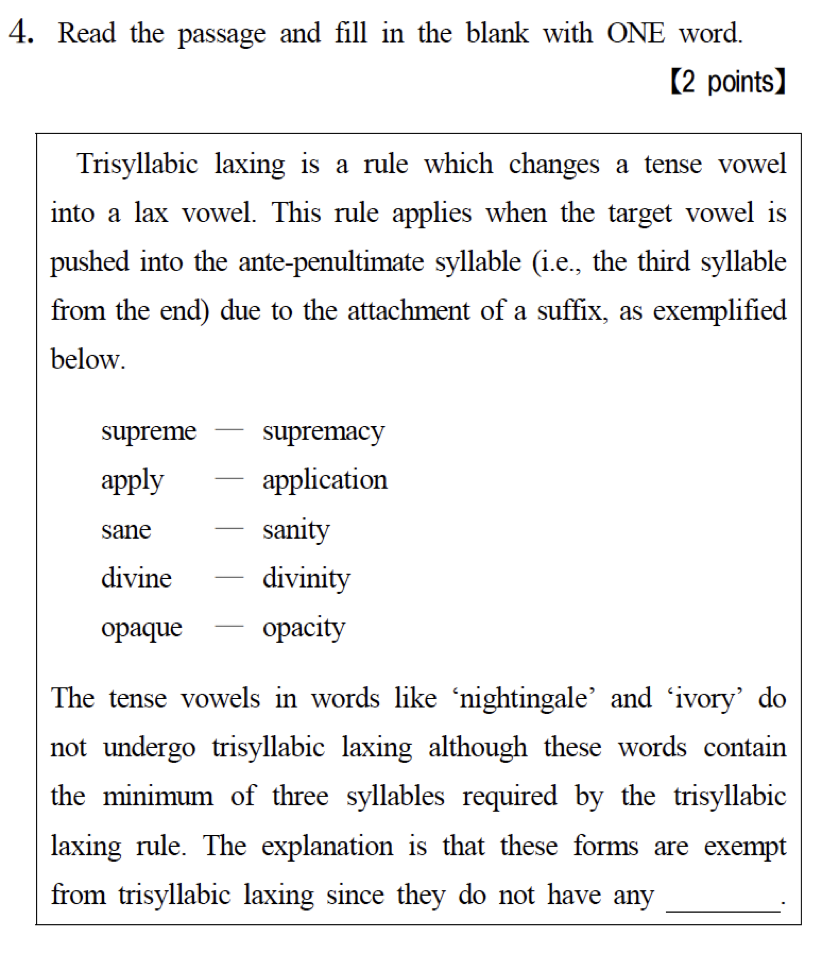 4. Read the passage and fill in the blank with ONE word.
【2 points】
Trisyllabic laxing is a rule which changes a tense vowel
into a lax vowel. This rule applies when the target vowel is
pushed into the ante-penultimate syllable (i.e., the third syllable
from the end) due to the attachment of a suffix, as exemplified
below.
supreme — supremacy
apply — application
sane — sanity
divine — divinity
opaque — opacity
The tense vowels in words like ‘nightingale’ and ‘ivory’ do
not undergo trisyllabic laxing although these words contain
the minimum of three syllables required by the trisyllabic
laxing rule. The explanation is that these forms are exempt
from trisyllabic laxing since they do not have any ________.